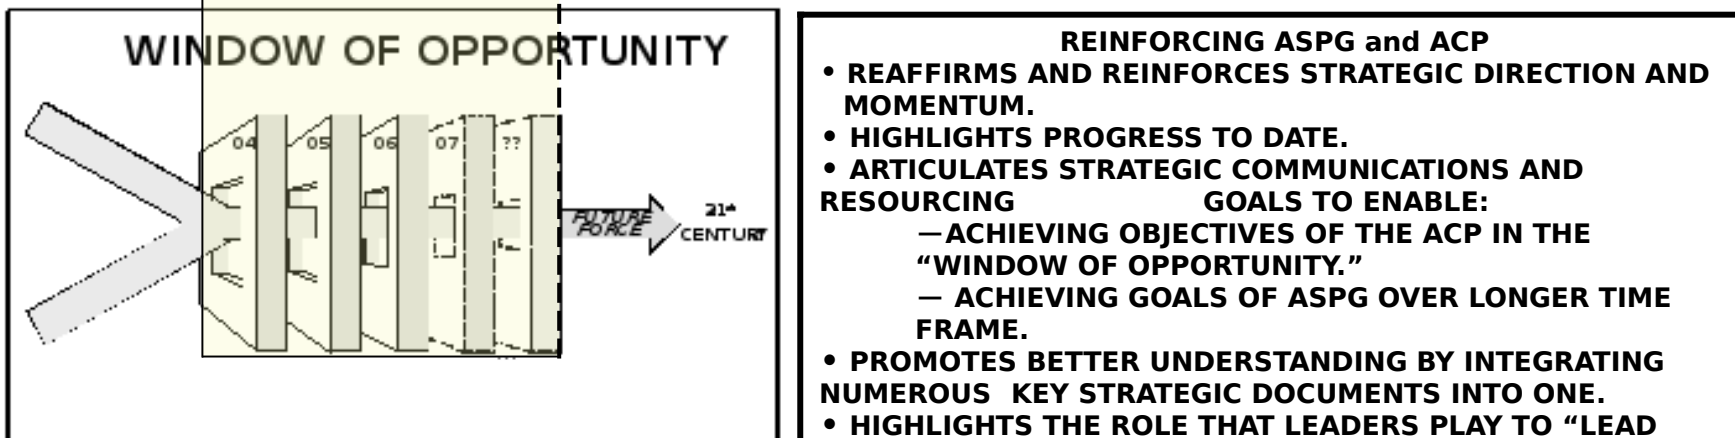 WINDOW OF OPPORTUNITY
04 05 06 07 ??
FUTURE
FORCE
21st
CENTURY
REINFORCING ASPG and ACP
• REAFFIRMS AND REINFORCES STRATEGIC DIRECTION AND
MOMENTUM.
• HIGHLIGHTS PROGRESS TO DATE.
• ARTICULATES STRATEGIC COMMUNICATIONS AND
RESOURCING GOALS TO ENABLE:
—ACHIEVING OBJECTIVES OF THE ACP IN THE
“WINDOW OF OPPORTUNITY.”
— ACHIEVING GOALS OF ASPG OVER LONGER TIME
FRAME.
• PROMOTES BETTER UNDERSTANDING BY INTEGRATING
NUMEROUS KEY STRATEGIC DOCUMENTS INTO ONE.
• HIGHLIGHTS THE ROLE THAT LEADERS PLAY TO “LEAD